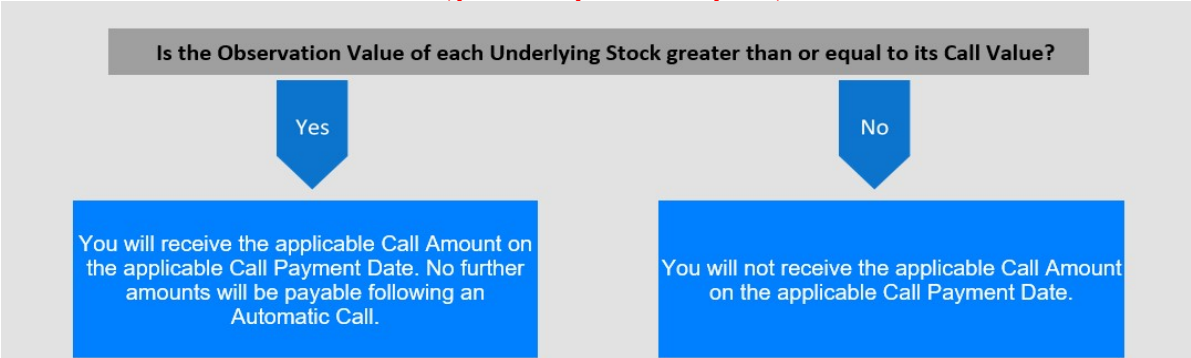 Is the Observation Value of each Underlying Stock greater than or equal to its Call Value?
Yes
No
You will receive the applicable Call Amount on
the applicable Call Payment Date. No further
amounts will be payable following an
Automatic Call.
You will not receive the applicable Call Amount
on the applicable Call Payment Date.